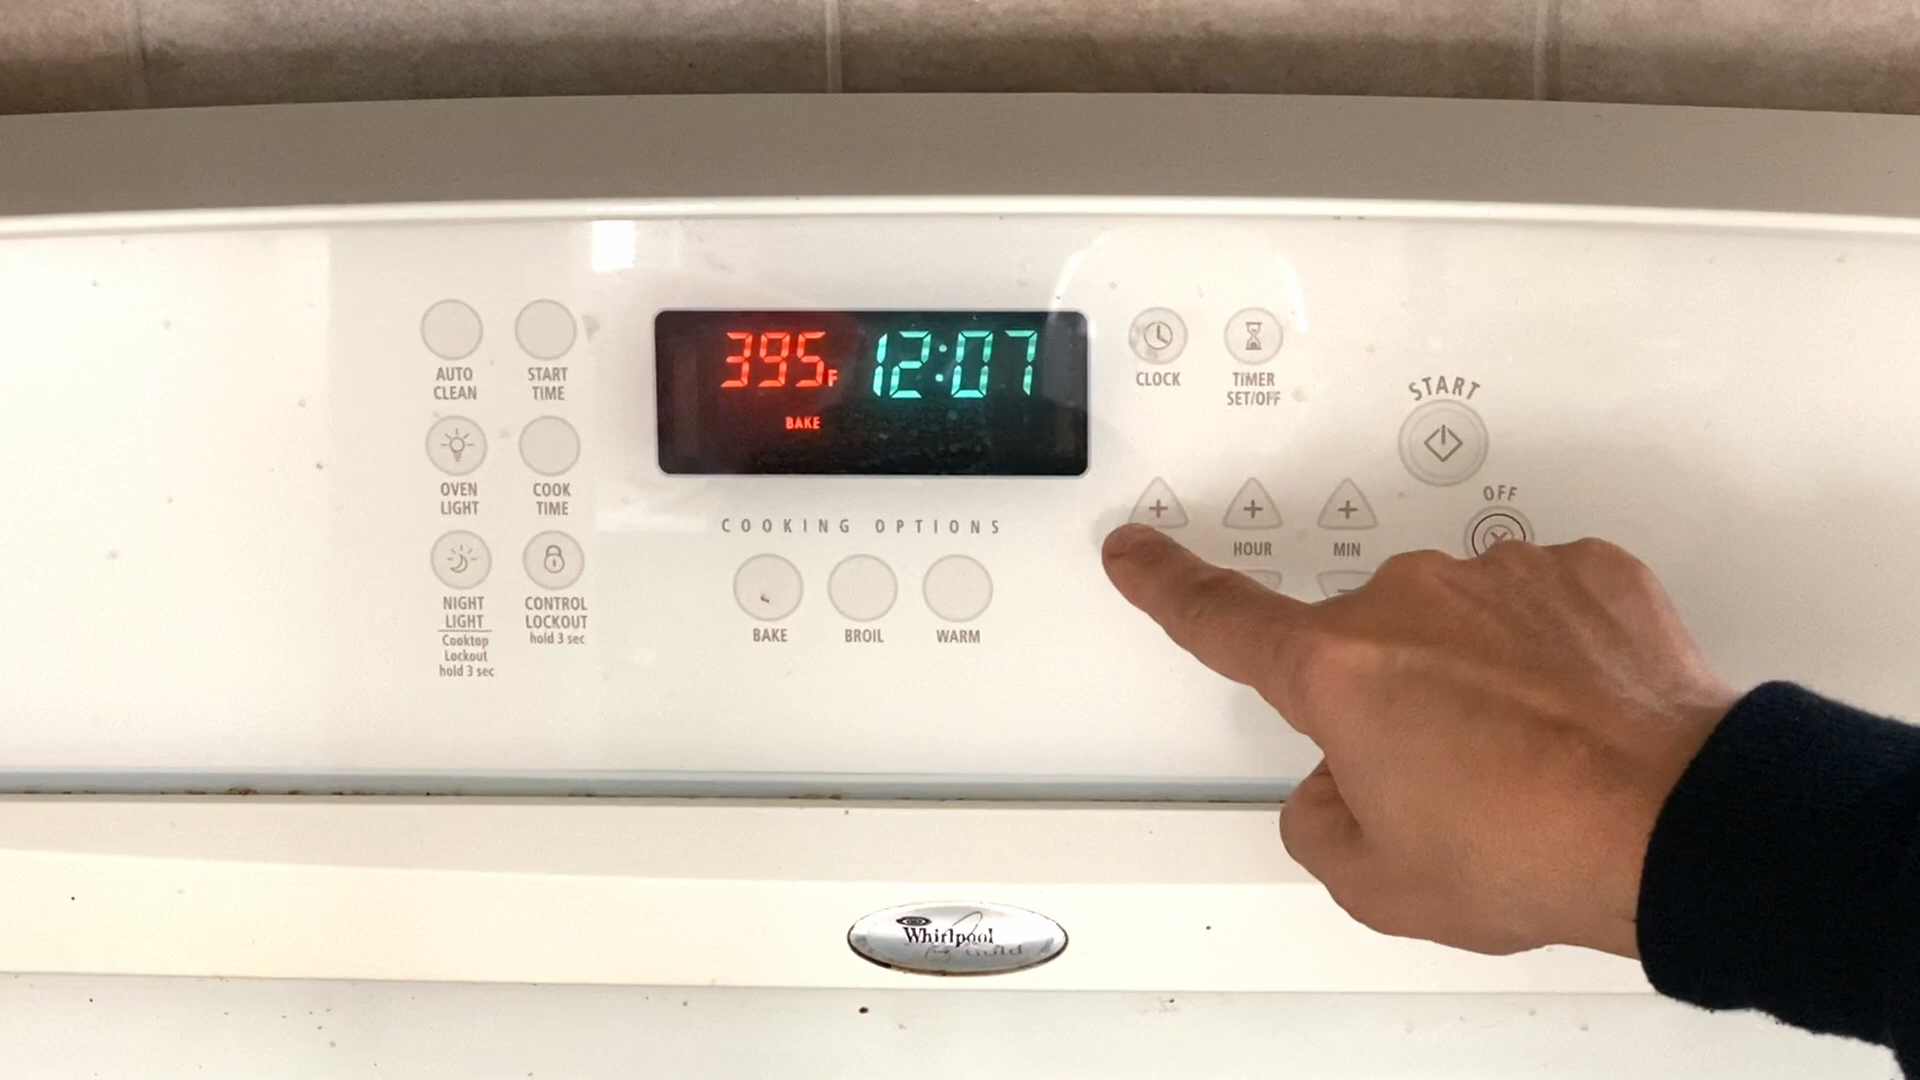 395F 12:07
BAKE
AUTO
CLEAN
START
TIME
OVEN
LIGHT
COOK
TIME
NIGHT
LIGHT
Cooktop
Lockout
hold 3 sec
CONTROL
LOCKOUT
hold 3 sec
COOKING OPTIONS
BAKE
BROIL
WARM
CLOCK
TIMER
SET/OFF
START
OFF
HOUR
MIN
Whirlpool
Gold